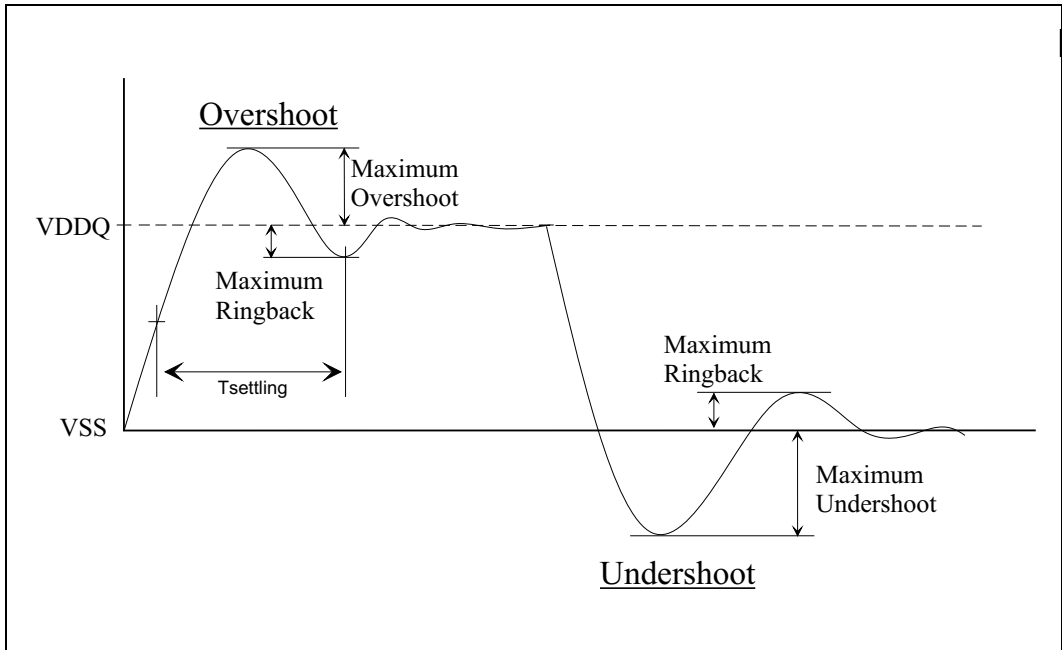 Overshoot
Maximum
Overshoot
VDDQ
Maximum
Ringback
Tsettling
Maximum
Ringback
VSS
Maximum
Undershoot
Undershoot